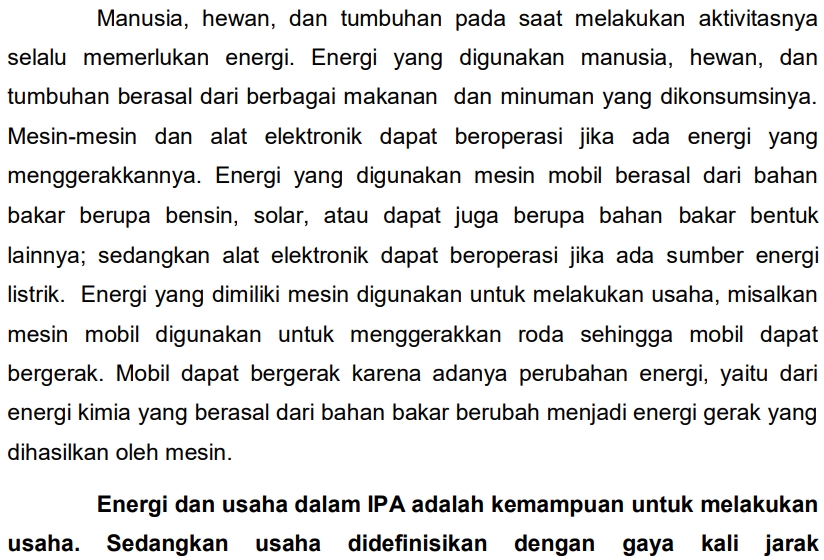 Manusia, hewan, dan tumbuhan pada saat melakukan aktivitasnya
selalu memerlukan energi. Energi yang digunakan manusia, hewan, dan
tumbuhan berasal dari berbagai makanan dan minuman yang dikonsumsinya.
Mesin-mesin dan alat elektronik dapat beroperasi jika ada energi yang
menggerakkannya. Energi yang digunakan mesin mobil berasal dari bahan
bakar berupa bensin, solar, atau dapat juga berupa bahan bakar bentuk
lainnya; sedangkan alat elektronik dapat beroperasi jika ada sumber energi
listrik. Energi yang dimiliki mesin digunakan untuk melakukan usaha, misalkan
mesin mobil digunakan untuk menggerakkan roda sehingga mobil dapat
bergerak. Mobil dapat bergerak karena adanya perubahan energi, yaitu dari
energi kimia yang berasal dari bahan bakar berubah menjadi energi gerak yang
dihasilkan oleh mesin.
Energi dan usaha dalam IPA adalah kemampuan untuk melakukan
usaha. Sedangkan usaha didefinisikan dengan gaya kali jarak